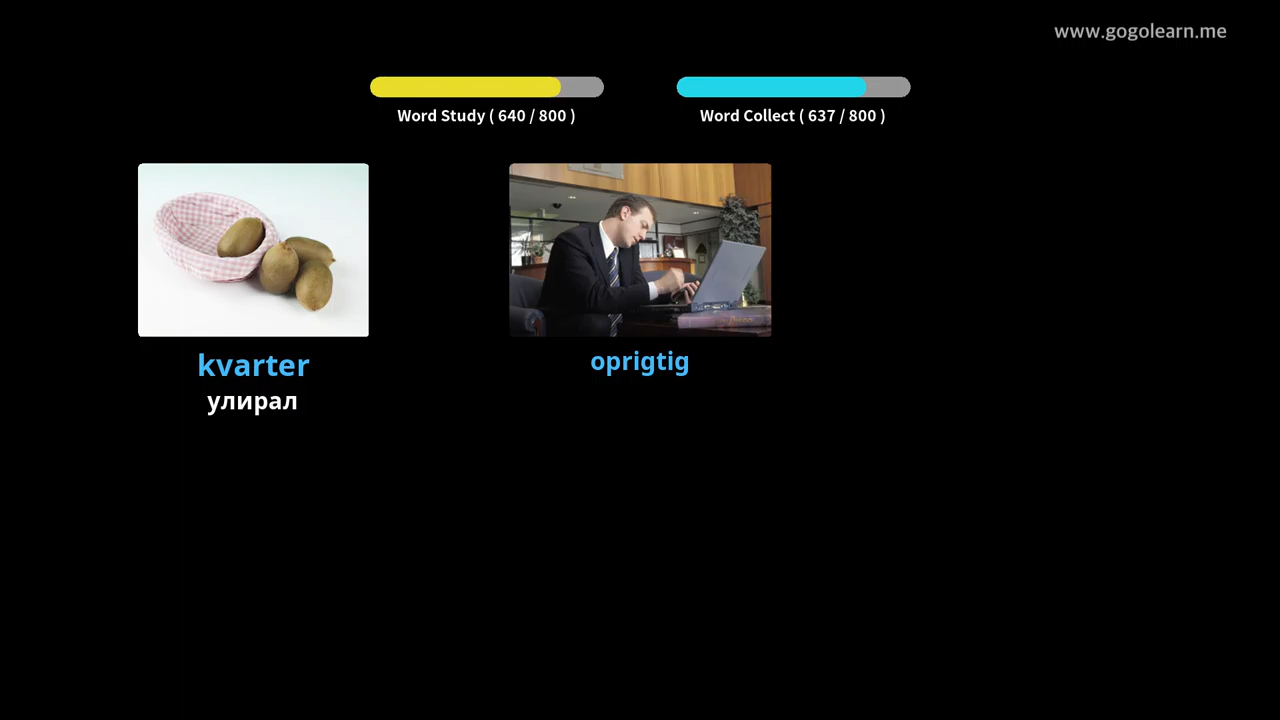 www.gogolearn.me
Word Study ( 640 / 800 )
Word Collect ( 637 / 800 )
kvarter
улирал
oprigtig